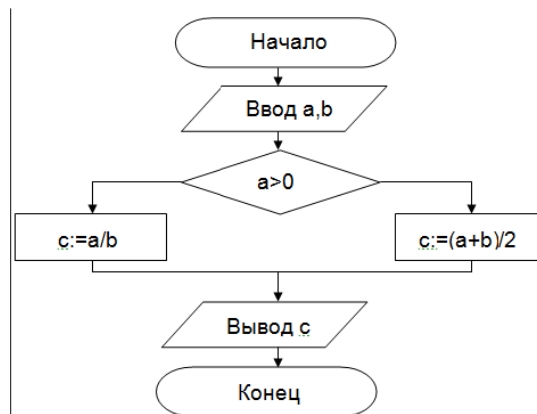 Начало
Ввод a,b
a>0
c:=a/b
c:=(a+b)/2
Вывод c
Конец